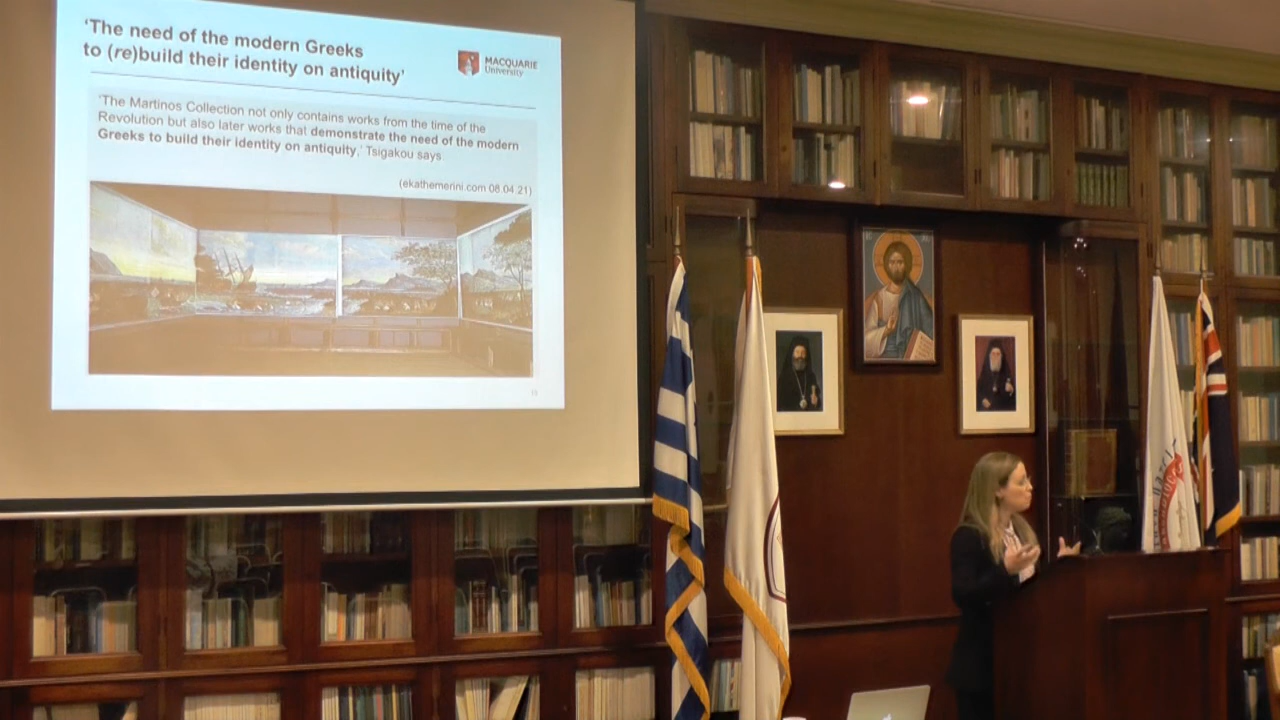 ‘The need of the modern Greeks
to (re)build their identity on antiquity’
MACQUARIE
University
‘The Martinos Collection not only contains works from the time of the
Revolution but also later works that demonstrate the need of the modern
Greeks to build their identity on antiquity,’ Tsigakou says.
(ekathemerini.com 08.04.21)